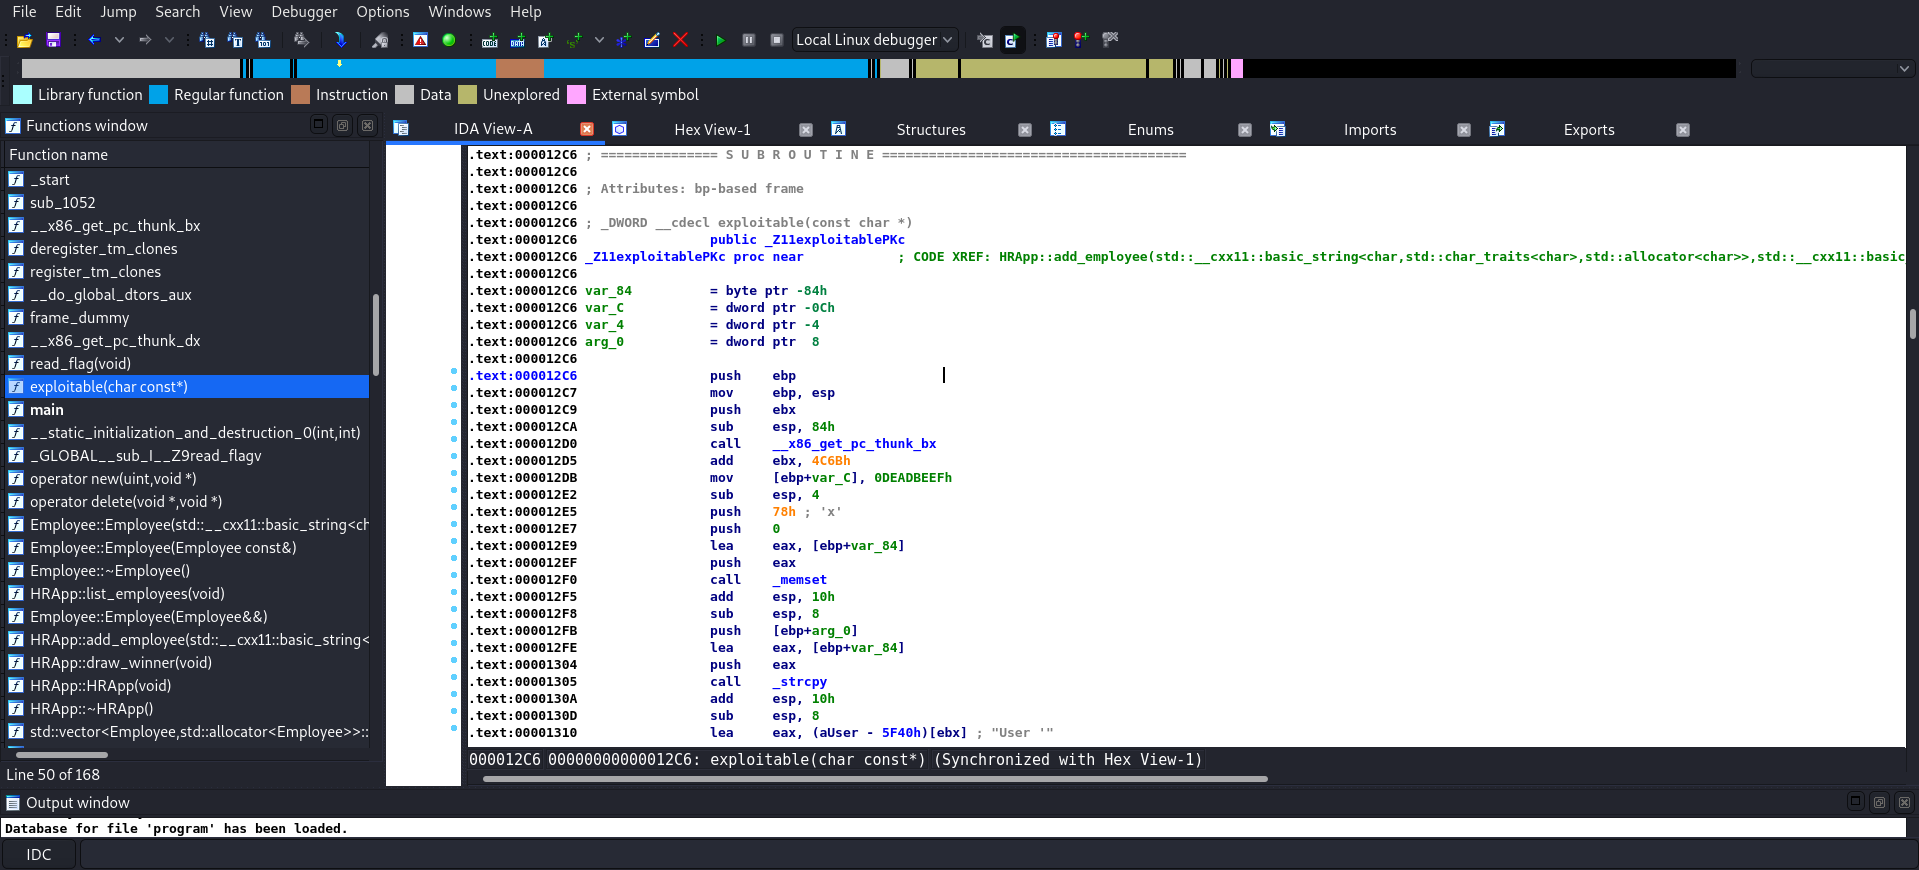 File Edit Jump Search View Debugger Options Windows Help
Local Linux debugger
Library function Regular function Instruction Data Unexplored External symbol
Functions window
Function name
_start
sub_1052
__x86_get_pc_thunk_bx
deregister_tm_clones
register_tm_clones
__do_global_dtors_aux
frame_dummy
__x86_get_pc_thunk_dx
read_flag(void)
exploitable(char const*)
main
__static_initialization_and_destruction_0(int,int)
_GLOBAL__sub_I__Z9read_flagv
operator new(uint,void *)
operator delete(void *,void *)
Employee::Employee(std::__cxx11::basic_string<ch
Employee::Employee(Employee const&)
Employee::~Employee()
HRApp::list_employees(void)
Employee::Employee(Employee&&)
HRApp::add_employee(std::__cxx11::basic_string<
HRApp::draw_winner(void)
HRApp::HRApp(void)
HRApp::~HRApp()
std::vector<Employee,std::allocator<Employee>>::
Line 50 of 168
IDA View-A Hex View-1 Structures Enums Imports Exports
.text:000012C6 ; =============== S U B R O U T I N E =======================================
.text:000012C6
.text:000012C6 ; Attributes: bp-based frame
.text:000012C6
.text:000012C6 ; _DWORD __cdecl exploitable(const char *)
.text:000012C6 public _Z11exploitablePKc
.text:000012C6 _Z11exploitablePKc proc near ; CODE XREF: HRApp::add_employee(std::__cxx11::basic_string<char,std::char_traits<char>,std::allocator<char>>,std::__cxx11::basic_
.text:000012C6
.text:000012C6 var_84 = byte ptr -84h
.text:000012C6 var_C = dword ptr -0Ch
.text:000012C6 var_4 = dword ptr -4
.text:000012C6 arg_0 = dword ptr 8
.text:000012C6
.text:000012C6 push ebp
.text:000012C7 mov ebp, esp
.text:000012C9 push ebx
.text:000012CA sub esp, 84h
.text:000012D0 call __x86_get_pc_thunk_bx
.text:000012D5 add ebx, 4C6Bh
.text:000012DB mov [ebp+var_C], 0DEADBEEFh
.text:000012E2 sub esp, 4
.text:000012E5 push 78h ; 'x'
.text:000012E7 push 0
.text:000012E9 lea eax, [ebp+var_84]
.text:000012EF push eax
.text:000012F0 call _memset
.text:000012F5 add esp, 10h
.text:000012F8 sub esp, 8
.text:000012FB push [ebp+arg_0]
.text:000012FE lea eax, [ebp+var_84]
.text:00001304 push eax
.text:00001305 call _strcpy
.text:0000130A add esp, 10h
.text:0000130D sub esp, 8
.text:00001310 lea eax, (aUser - 5F40h)[ebx] ; "User '"
000012C6 00000000000012C6: exploitable(char const*) (Synchronized with Hex View-1)
Output window
Database for file 'program' has been loaded.
IDC